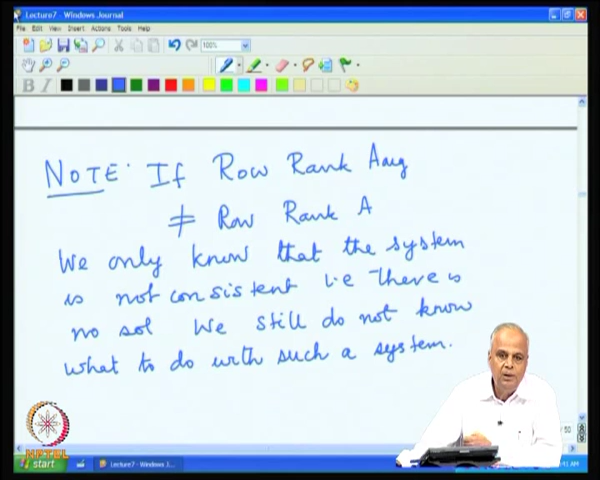 Lecture7 - Windows Journal
File Edit View Insert Actions Tools Help
100%
B I
NOTE: If Row Rank Aaug
≠ Row Rank A
We only know that the system
is not consistent i.e There is
no sol We still do not know
what to do with such a system.
/ 50
NPTEL
start Lecture7 - Windows J...